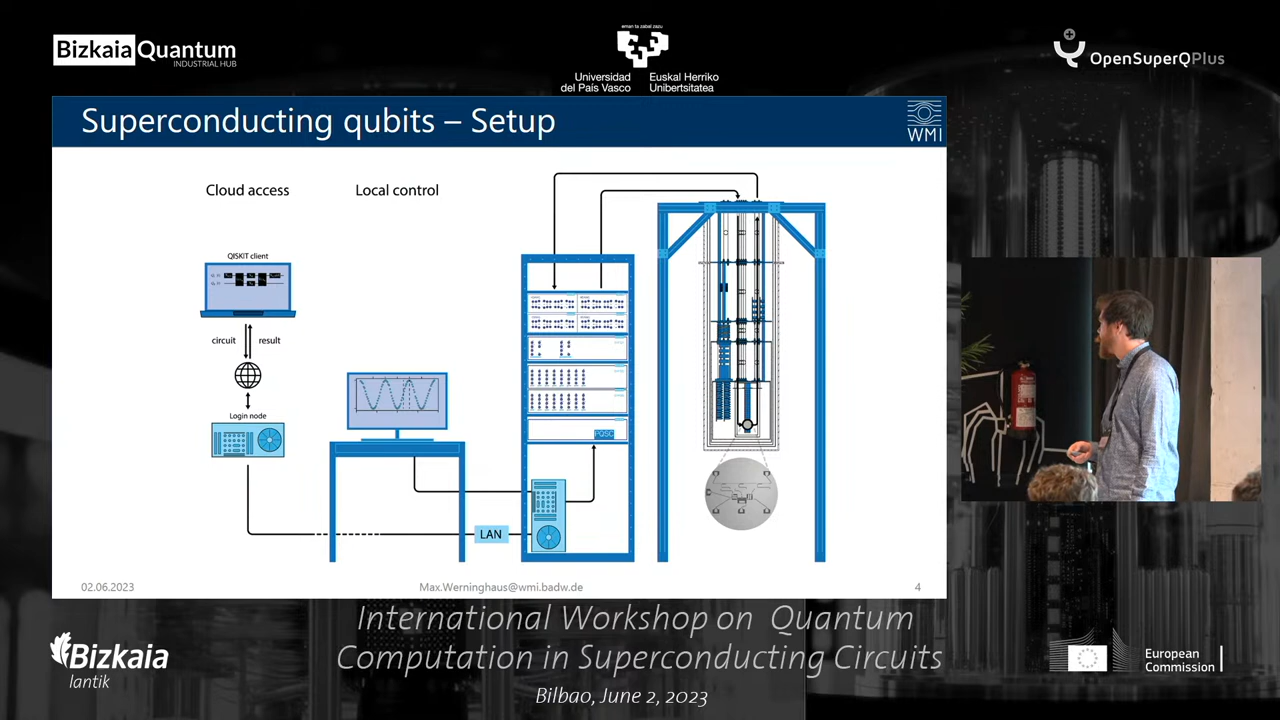 Bizkaia Quantum
INDUSTRIAL HUB
eman ta zabal zazu
Universidad
del País Vasco
Euskal Herriko
Unibertsitatea
OpenSuperQPlus
Superconducting qubits – Setup
WMI
Cloud access
Local control
QISKIT client
circuit
result
Login node
PQSC
LAN
02.06.2023
Max.Werninghaus@wmi.badw.de
4
International Workshop on Quantum
Computation in Superconducting Circuits
Bilbao, June 2, 2023
Bizkaia
lantik
European
Commission